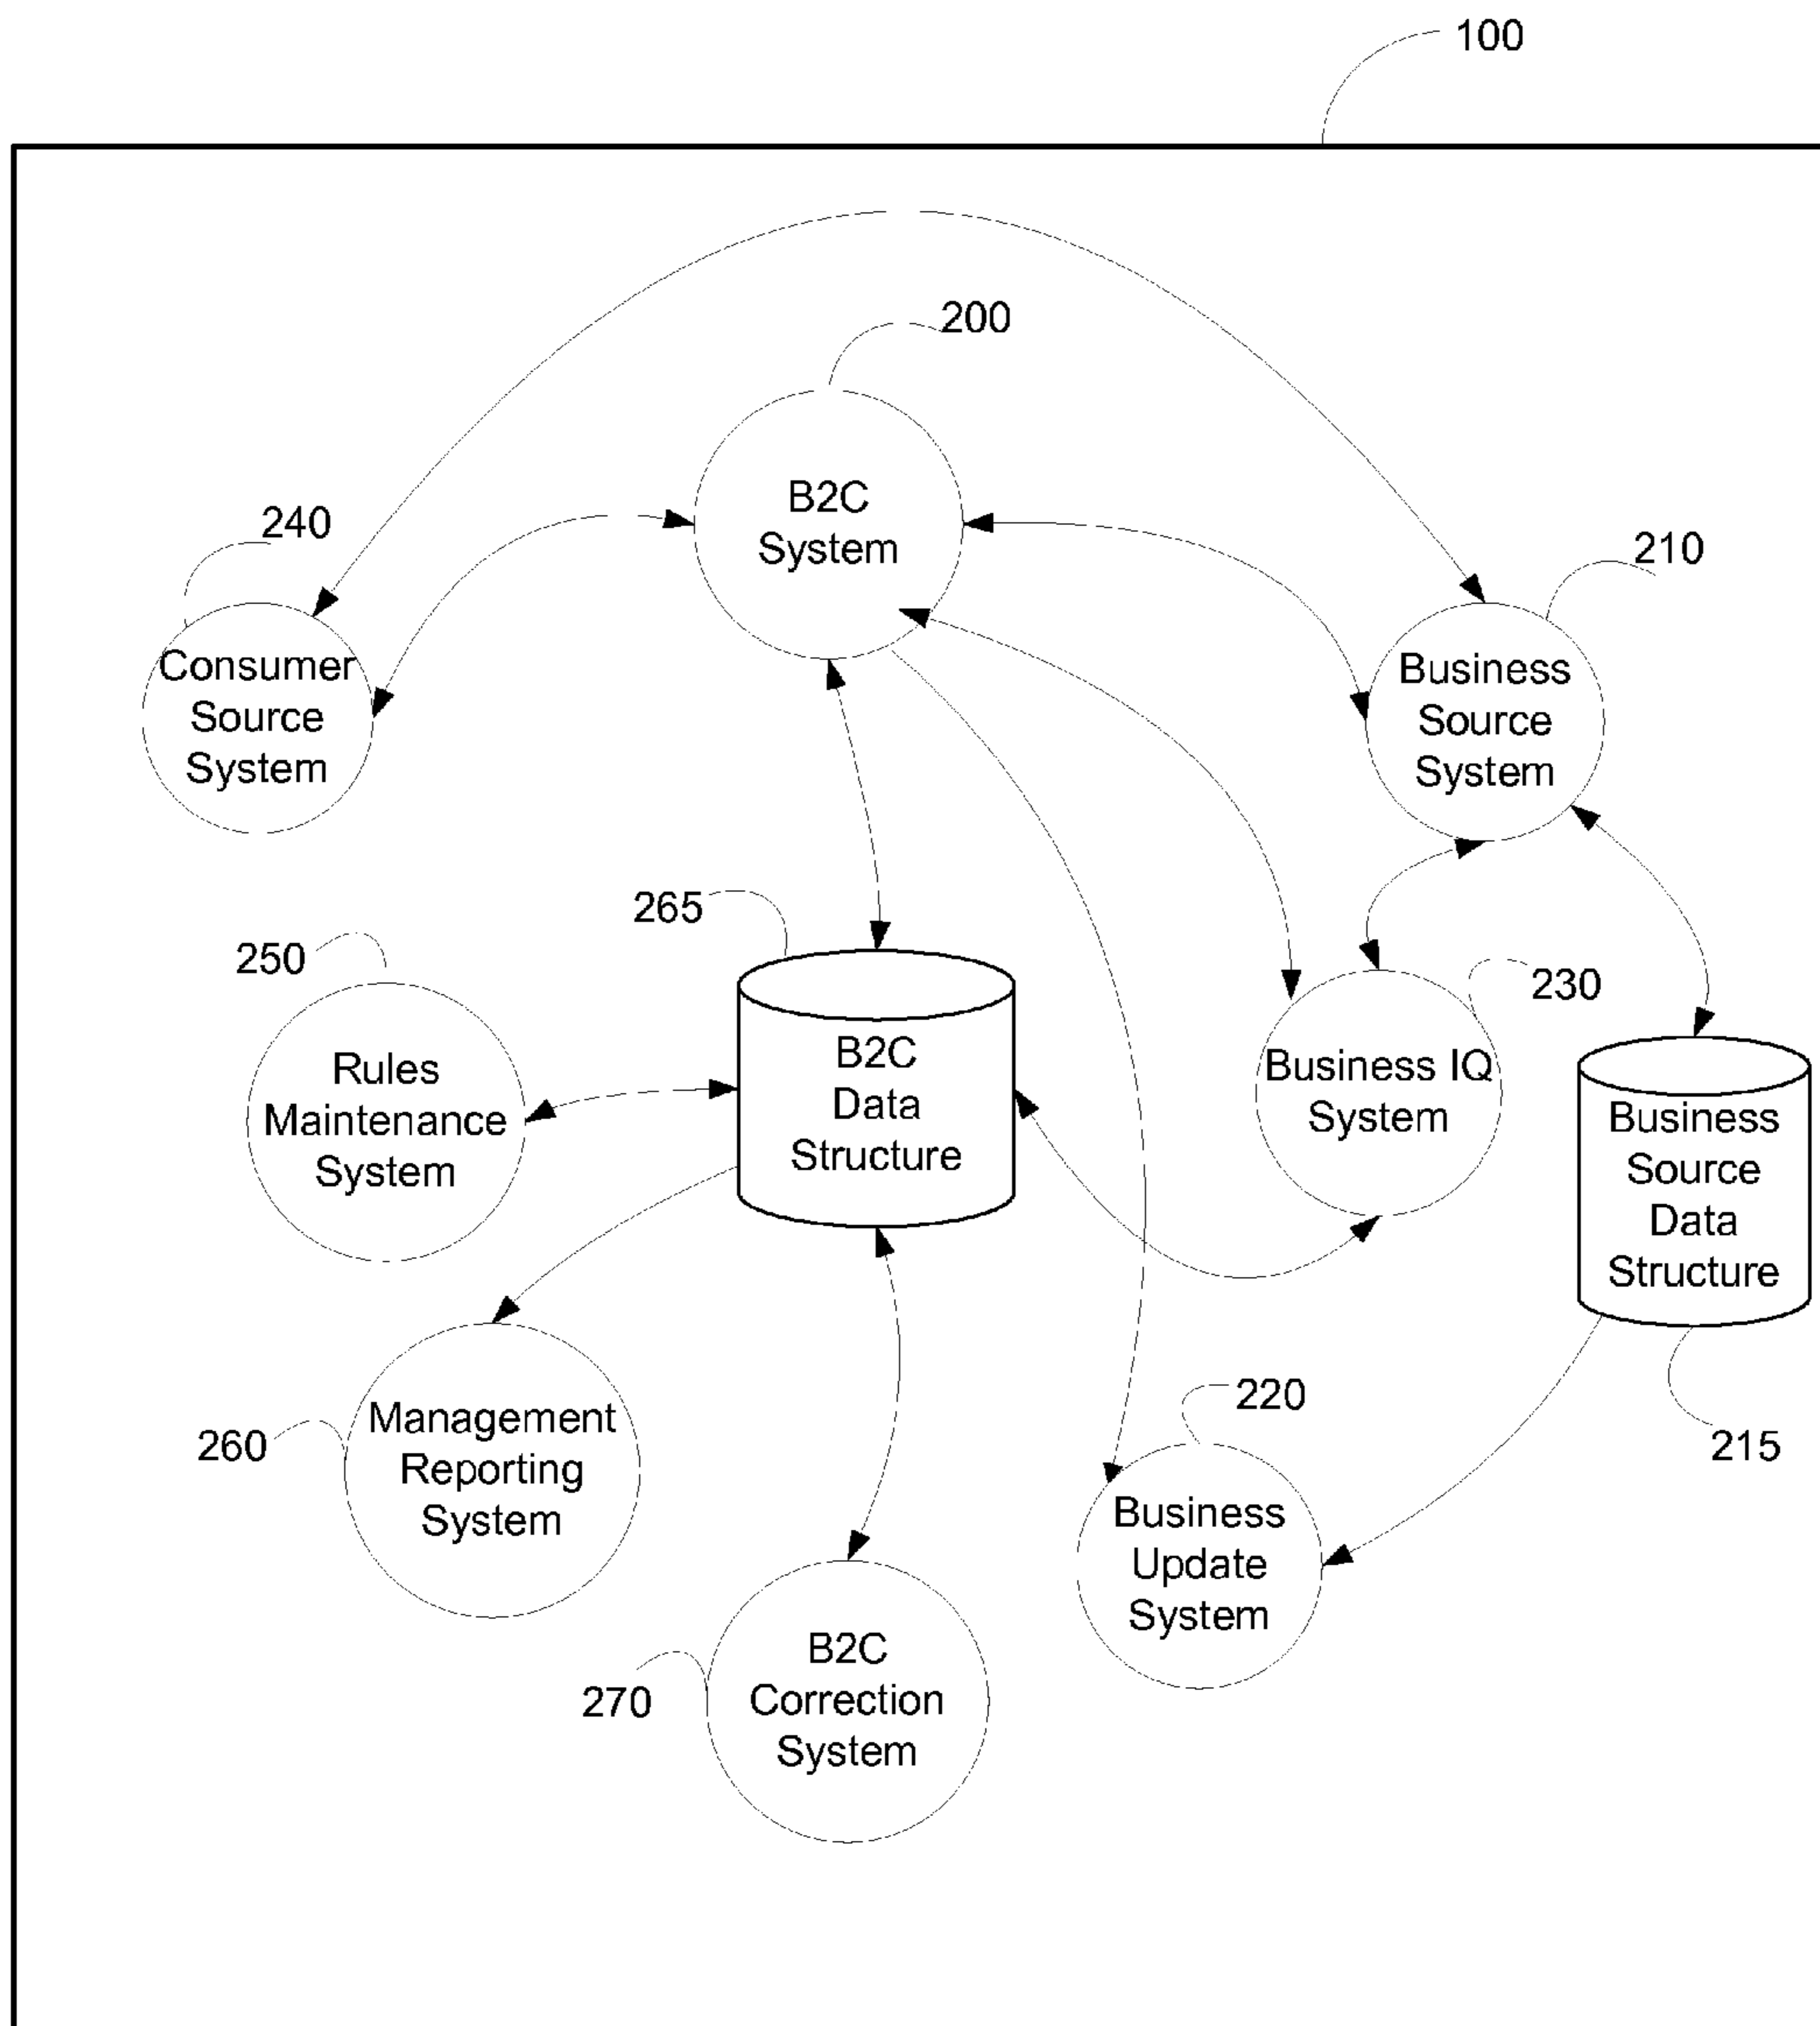 100
200
B2C
System
240
Consumer
Source
System
210
Business
Source
System
265
B2C
Data
Structure
250
Rules
Maintenance
System
230
Business IQ
System
Business
Source
Data
Structure
215
260
Management
Reporting
System
220
Business
Update
System
270
B2C
Correction
System